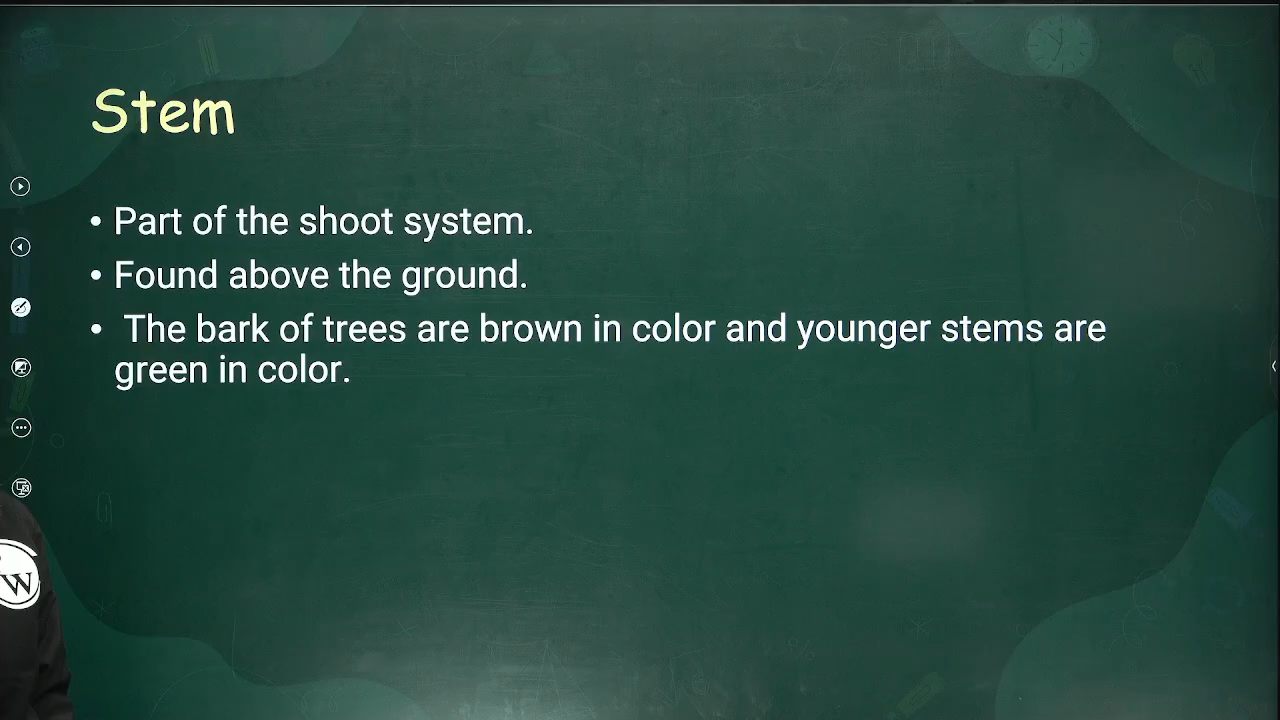 Stem
• Part of the shoot system.
• Found above the ground.
• The bark of trees are brown in color and younger stems are
green in color.
W